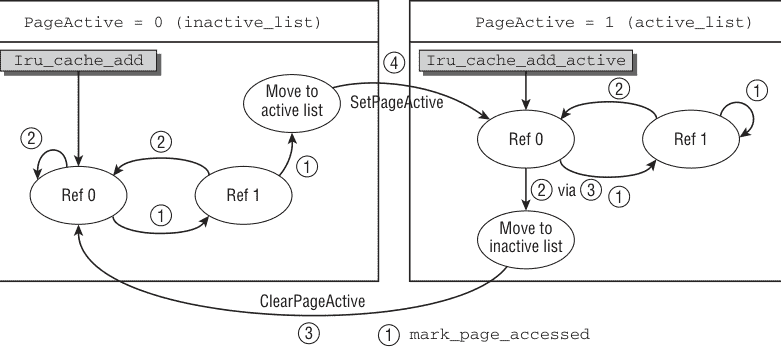 PageActive = 0 (inactive_list)
PageActive = 1 (active_list)
lru_cache_add
4
lru_cache_add_active
Move to
active list
SetPageActive
2
1
2
2
Ref 0
Ref 1
Ref 0
Ref 1
1
1
2 via 3
1
Move to
inactive list
ClearPageActive
3
1 mark_page_accessed